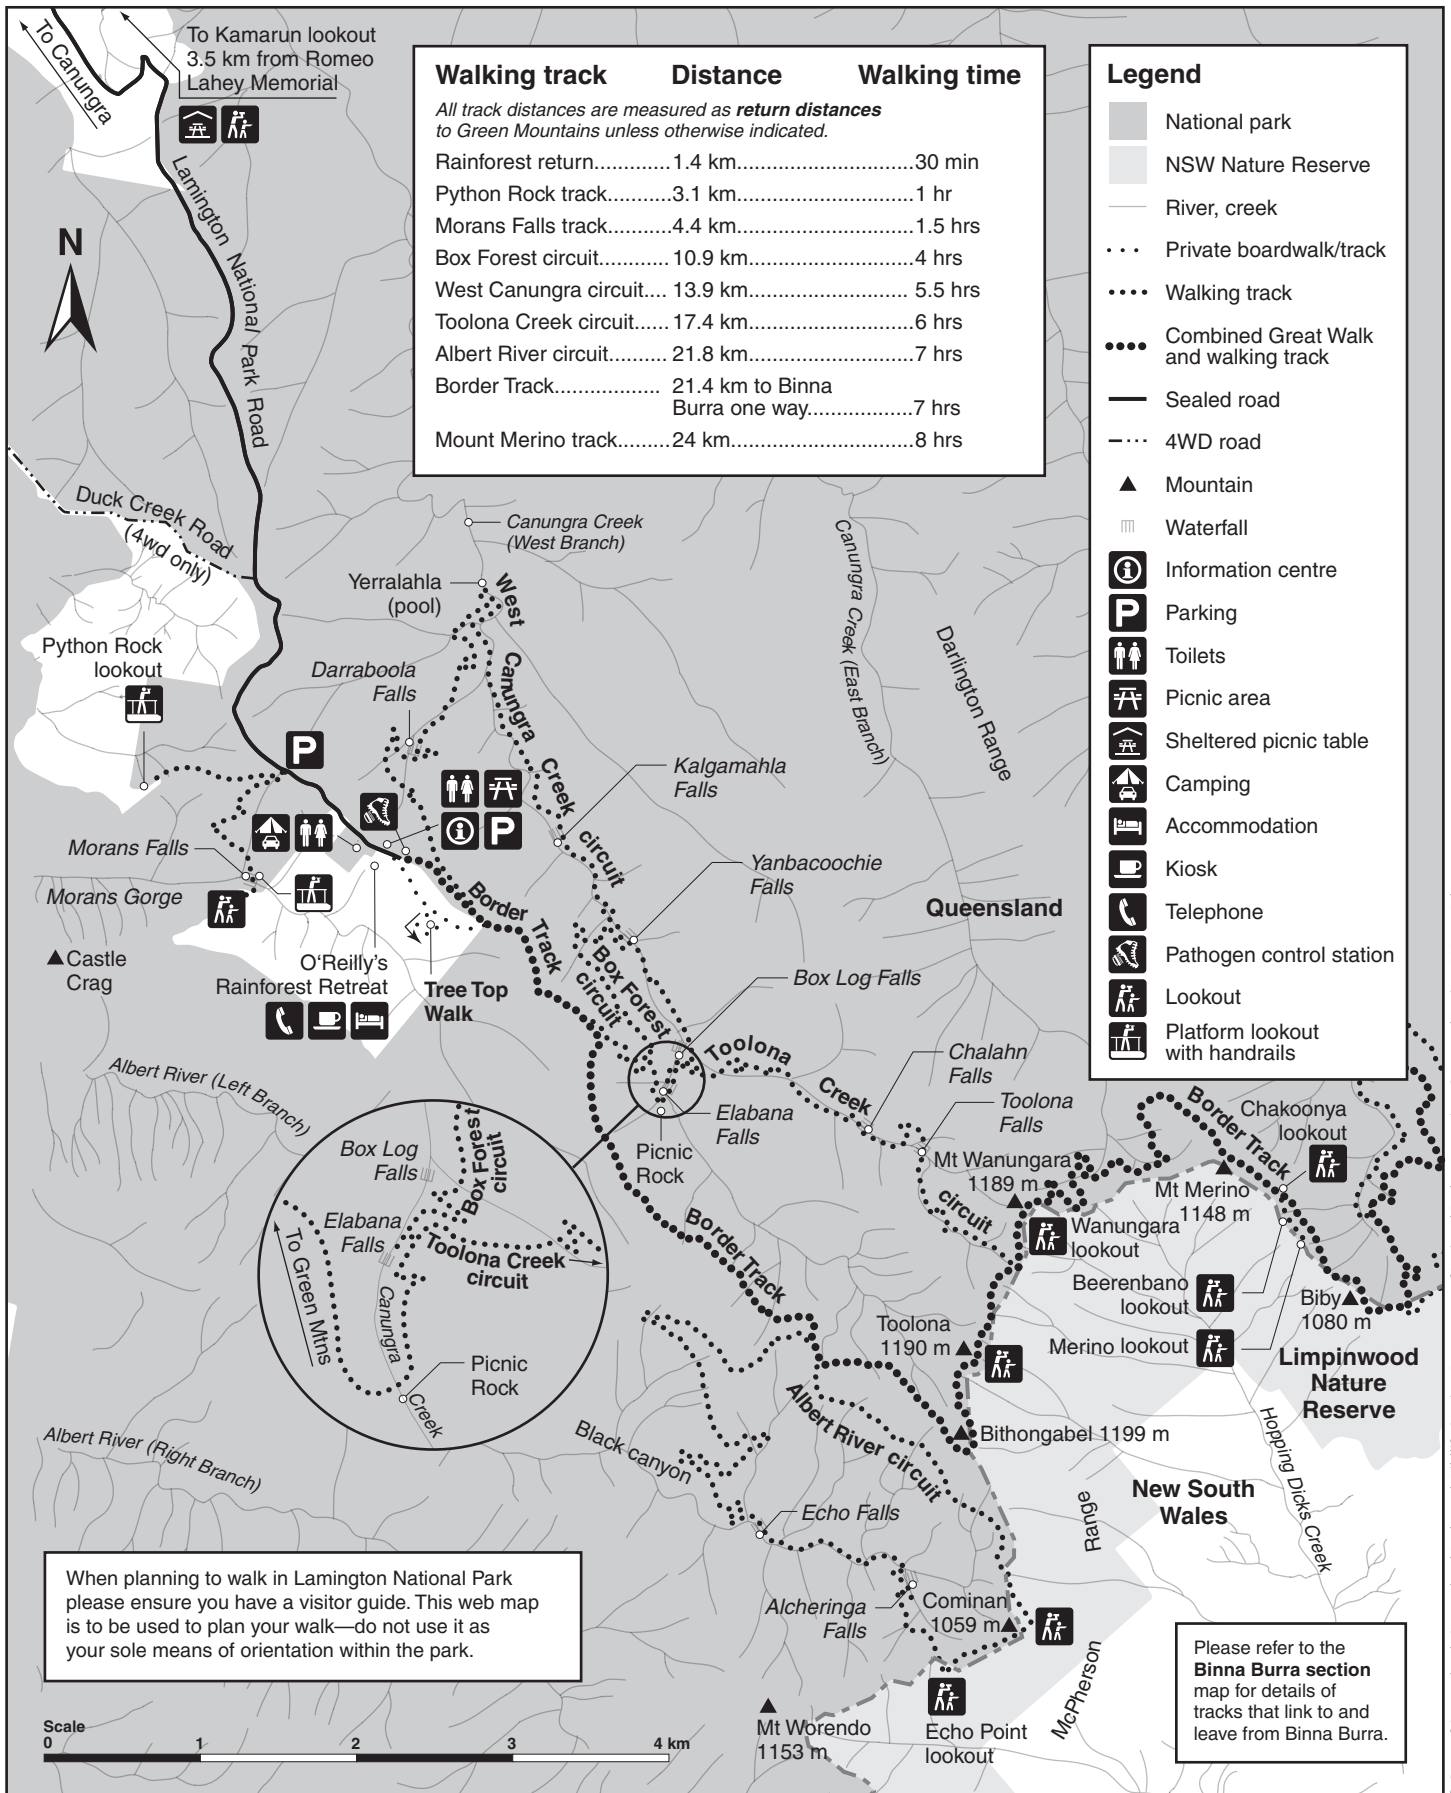 To Canungra
To Kamarun lookout
3.5 km from Romeo
Lahey Memorial
Lamington National Park Road
N
Walking track Distance Walking time
All track distances are measured as return distances
to Green Mountains unless otherwise indicated.
Rainforest return.............1.4 km..............................30 min
Python Rock track...........3.1 km..............................1 hr
Morans Falls track...........4.4 km..............................1.5 hrs
Box Forest circuit............10.9 km............................4 hrs
West Canungra circuit....13.9 km............................5.5 hrs
Toolona Creek circuit......17.4 km............................6 hrs
Albert River circuit..........21.8 km............................7 hrs
Border Track..................21.4 km to Binna
Burra one way..................7 hrs
Mount Merino track.........24 km..............................8 hrs
Legend
National park
NSW Nature Reserve
River, creek
Private boardwalk/track
Walking track
Combined Great Walk
and walking track
Sealed road
4WD road
Mountain
Waterfall
Information centre
P
Parking
Toilets
Picnic area
Sheltered picnic table
Camping
Accommodation
Kiosk
Telephone
Pathogen control station
Lookout
Platform lookout
with handrails
Duck Creek Road
(4wd only)
Canungra Creek
(West Branch)
Yerralahla
(pool)
West Canungra Creek circuit
Canungra Creek (East Branch)
Darlington Range
Python Rock
lookout
Darraboola
Falls
P
Kalgamahla
Falls
P
Morans Falls
Morans Gorge
Yanbacoochie
Falls
Border Track
Queensland
Castle
Crag
O'Reilly's
Rainforest Retreat
Tree Top
Walk
Box Forest
circuit
Box Log Falls
Toolona Creek circuit
Chalahn
Falls
Toolona
Falls
Albert River (Left Branch)
Elabana
Falls
Picnic
Rock
Border Track
Chakoonya
lookout
Mt Wanungara
1189 m
Mt Merino
1148 m
Wanungara
lookout
Beerenbano
lookout
Merino lookout
Biby
1080 m
Limpinwood
Nature
Reserve
Box Log
Falls
Box Forest
circuit
Elabana
Falls
Toolona Creek
circuit
To Green Mtns
Canungra
Creek
Picnic
Rock
Border Track
Toolona
1190 m
Albert River circuit
Bithongabel 1199 m
Black canyon
Albert River (Right Branch)
Hopping Dicks Creek
New South
Wales
Range
Echo Falls
Alcheringa
Falls
Cominan
1059 m
McPherson
Echo Point
lookout
Mt Worendo
1153 m
When planning to walk in Lamington National Park
please ensure you have a visitor guide. This web map
is to be used to plan your walk—do not use it as
your sole means of orientation within the park.
Please refer to the
Binna Burra section
map for details of
tracks that link to and
leave from Binna Burra.
Scale
0 1 2 3 4 km